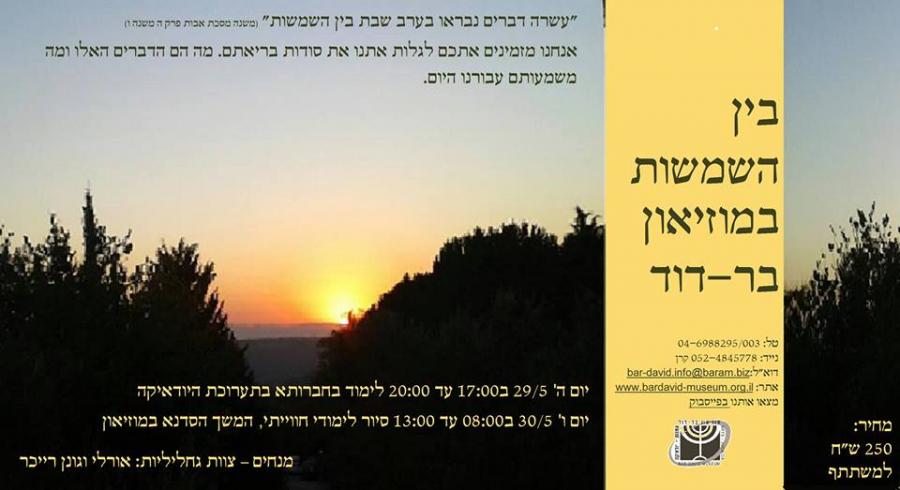 "עשרה דברים נבראו בערב שבת בין השמשות" (משנה מסכת אבות פרק ה משנה ו)
אנחנו מזמינים אתכם לגלות אתנו את סודות בריאתם. מה הם הדברים האלו ומה
משמעותם עבורנו היום.
בין
השמשות
במוזיאון
בר-דוד
טל: 04-6988295/003
נייד: 052-4845778 קרן
דוא"ל: bar-david.info@baram.biz
אתר: www.bardavid-museum.org.il
מצאו אותנו בפייסבוק
יום ה' 29/5 ב17:00 עד 20:00 לימוד בחברותא בתערוכת היודאיקה
יום ו' 30/5 ב08:00 עד 13:00 סיור לימודי חווייתי, המשך הסדנא במוזיאון
מנחים - צוות גחליליות: אורלי וגונן רייכר
מחיר:
250 ש"ח
למשתתף